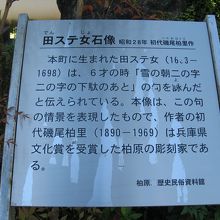 でん じょ
田ステ女石像 昭和28年 初代磯尾柏里作
本町に生まれた田ステ女(16.3−
1698)は、6才時「雪の朝二の字
二の字の下駄のあと」の句を詠んだ
と伝えられている。本像は、この句
の情景を表現したもので、作者の初
代磯尾柏里(1890−1969)は兵庫県
文化賞を受賞した柏原の彫刻家であ
る。
柏原 歴史民俗資料館